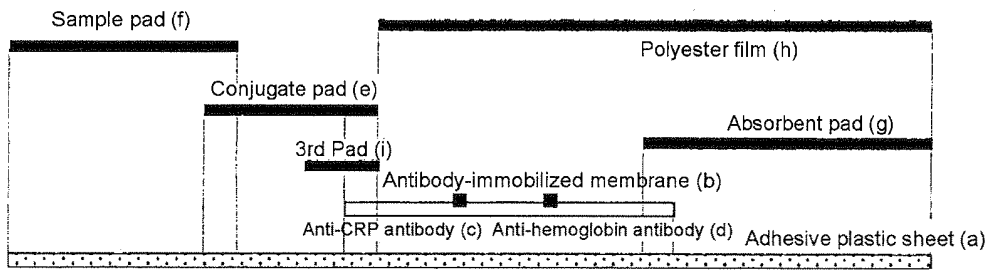 Sample pad (f)
Polyester film (h)
Conjugate pad (e)
Absorbent pad (g)
3rd Pad (i)
Antibody-immobilized membrane (b)
Anti-CRP antibody (c)
Anti-hemoglobin antibody (d)
Adhesive plastic sheet (a)